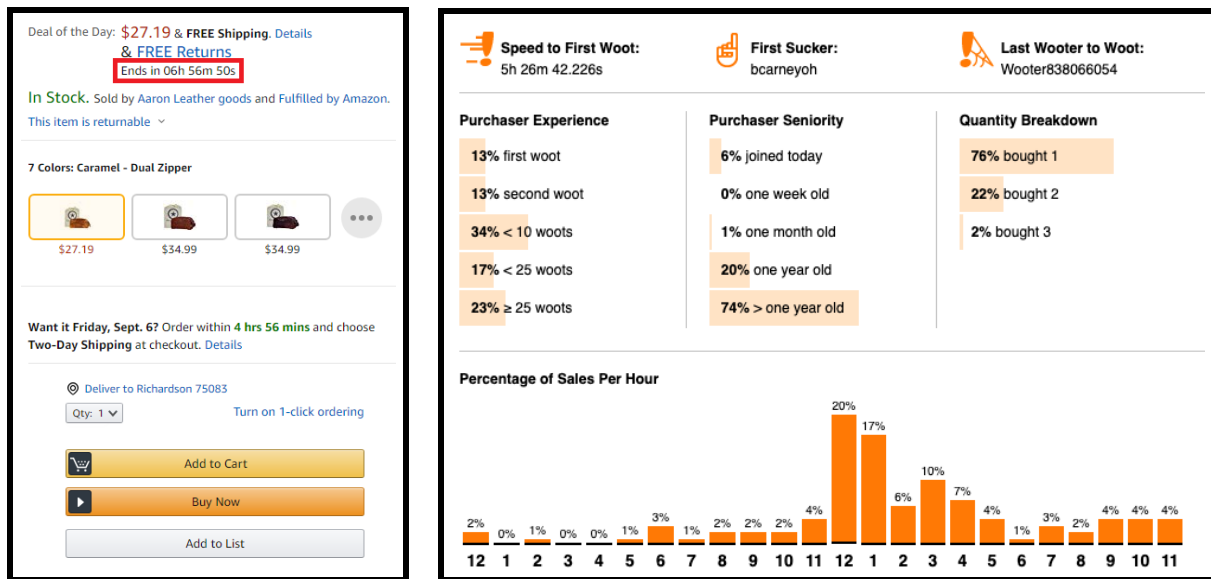 Deal of the Day: $27.19 & FREE Shipping. Details
& FREE Returns
Ends in 06h 56m 50s
In Stock. Sold by Aaron Leather goods and Fulfilled by Amazon.
This item is returnable
7 Colors: Caramel - Dual Zipper
$27.19 $34.99 $34.99
Want it Friday, Sept. 6? Order within 4 hrs 56 mins and choose
Two-Day Shipping at checkout. Details
Deliver to Richardson 75083
Qty: 1 Turn on 1-click ordering
Add to Cart
Buy Now
Add to List
Speed to First Woot:
5h 26m 42.226s
First Sucker:
bcarneyoh
Last Wooter to Woot:
Wooter838066054
Purchaser Experience
13% first woot
13% second woot
34% < 10 woots
17% < 25 woots
23% ≥ 25 woots
Purchaser Seniority
6% joined today
0% one week old
1% one month old
20% one year old
74% > one year old
Quantity Breakdown
76% bought 1
22% bought 2
2% bought 3
Percentage of Sales Per Hour
2% 0% 1% 0% 0% 1% 3% 1% 2% 2% 2% 4% 20% 17% 6% 10% 7% 4% 1% 3% 2% 4% 4% 4%
12 1 2 3 4 5 6 7 8 9 10 11 12 1 2 3 4 5 6 7 8 9 10 11